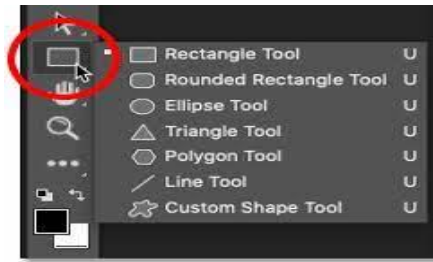 Rectangle Tool U
Rounded Rectangle Tool U
Ellipse Tool U
Triangle Tool U
Polygon Tool U
Line Tool U
Custom Shape Tool U